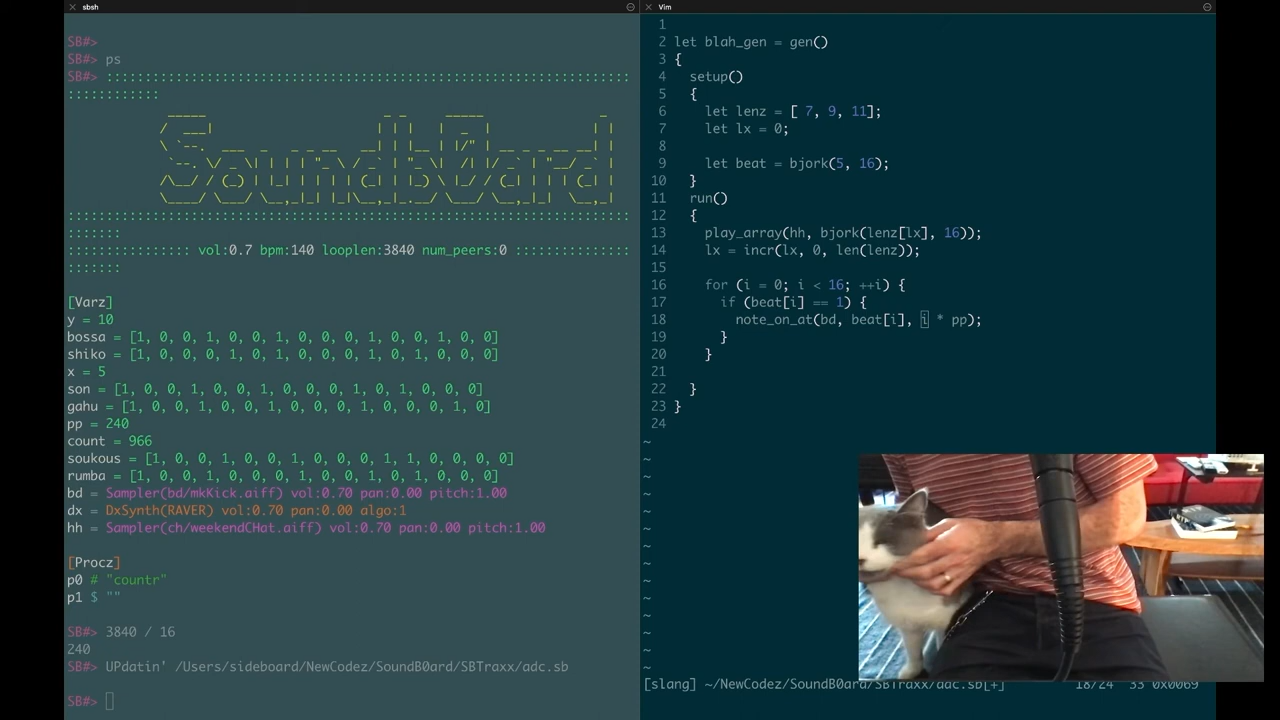 sbsh
SB#>
SB#> ps
SB#> ::::::::::::::::::::::::::::::::::::::::::::::::::::::::::::::::::::::
::::::::::::
Soundb0ard
:::::::::::::::::::::::::::::::::::::::::::::::::::::::::::::::::::::::::::
:::::::
:::::::::::::::: vol:0.7 bpm:140 looplen:3840 num_peers:0 :::::::::::::::
:::::::
[Varz]
y = 10
bossa = [1, 0, 0, 1, 0, 0, 1, 0, 0, 0, 1, 0, 0, 1, 0, 0]
shiko = [1, 0, 0, 0, 1, 0, 1, 0, 0, 0, 1, 0, 1, 0, 0, 0]
x = 5
son = [1, 0, 0, 1, 0, 0, 1, 0, 0, 0, 1, 0, 1, 0, 0, 0]
gahu = [1, 0, 0, 1, 0, 0, 1, 0, 0, 0, 1, 0, 0, 0, 1, 0]
pp = 240
count = 966
soukous = [1, 0, 0, 1, 0, 0, 1, 0, 0, 0, 1, 1, 0, 0, 0, 0]
rumba = [1, 0, 0, 1, 0, 0, 0, 1, 0, 0, 1, 0, 1, 0, 0, 0]
bd = Sampler(bd/mkKick.aiff) vol:0.70 pan:0.00 pitch:1.00
dx = DxSynth(RAVER) vol:0.70 pan:0.00 algo:1
hh = Sampler(ch/weekendCHat.aiff) vol:0.70 pan:0.00 pitch:1.00
[Procz]
p0 # "countr"
p1 $ ""
SB#> 3840 / 16
240
SB#> UPdatin' /Users/sideboard/NewCodez/SoundB0ard/SBTraxx/adc.sb
SB#>
Vim
1
2 let blah_gen = gen()
3 {
4 setup()
5 {
6 let lenz = [ 7, 9, 11];
7 let lx = 0;
8
9 let beat = bjork(5, 16);
10 }
11 run()
12 {
13 play_array(hh, bjork(lenz[lx], 16));
14 lx = incr(lx, 0, len(lenz));
15
16 for (i = 0; i < 16; ++i) {
17 if (beat[i] == 1) {
18 note_on_at(bd, beat[i], i * pp);
19 }
20 }
21
22 }
23 }
24
~
~
~
~
~
~
~
~
~
~
~
~
~
~
[slang] ~/NewCodez/SoundB0ard/SBTraxx/adc.sb[+] 18/24 33 0x0069